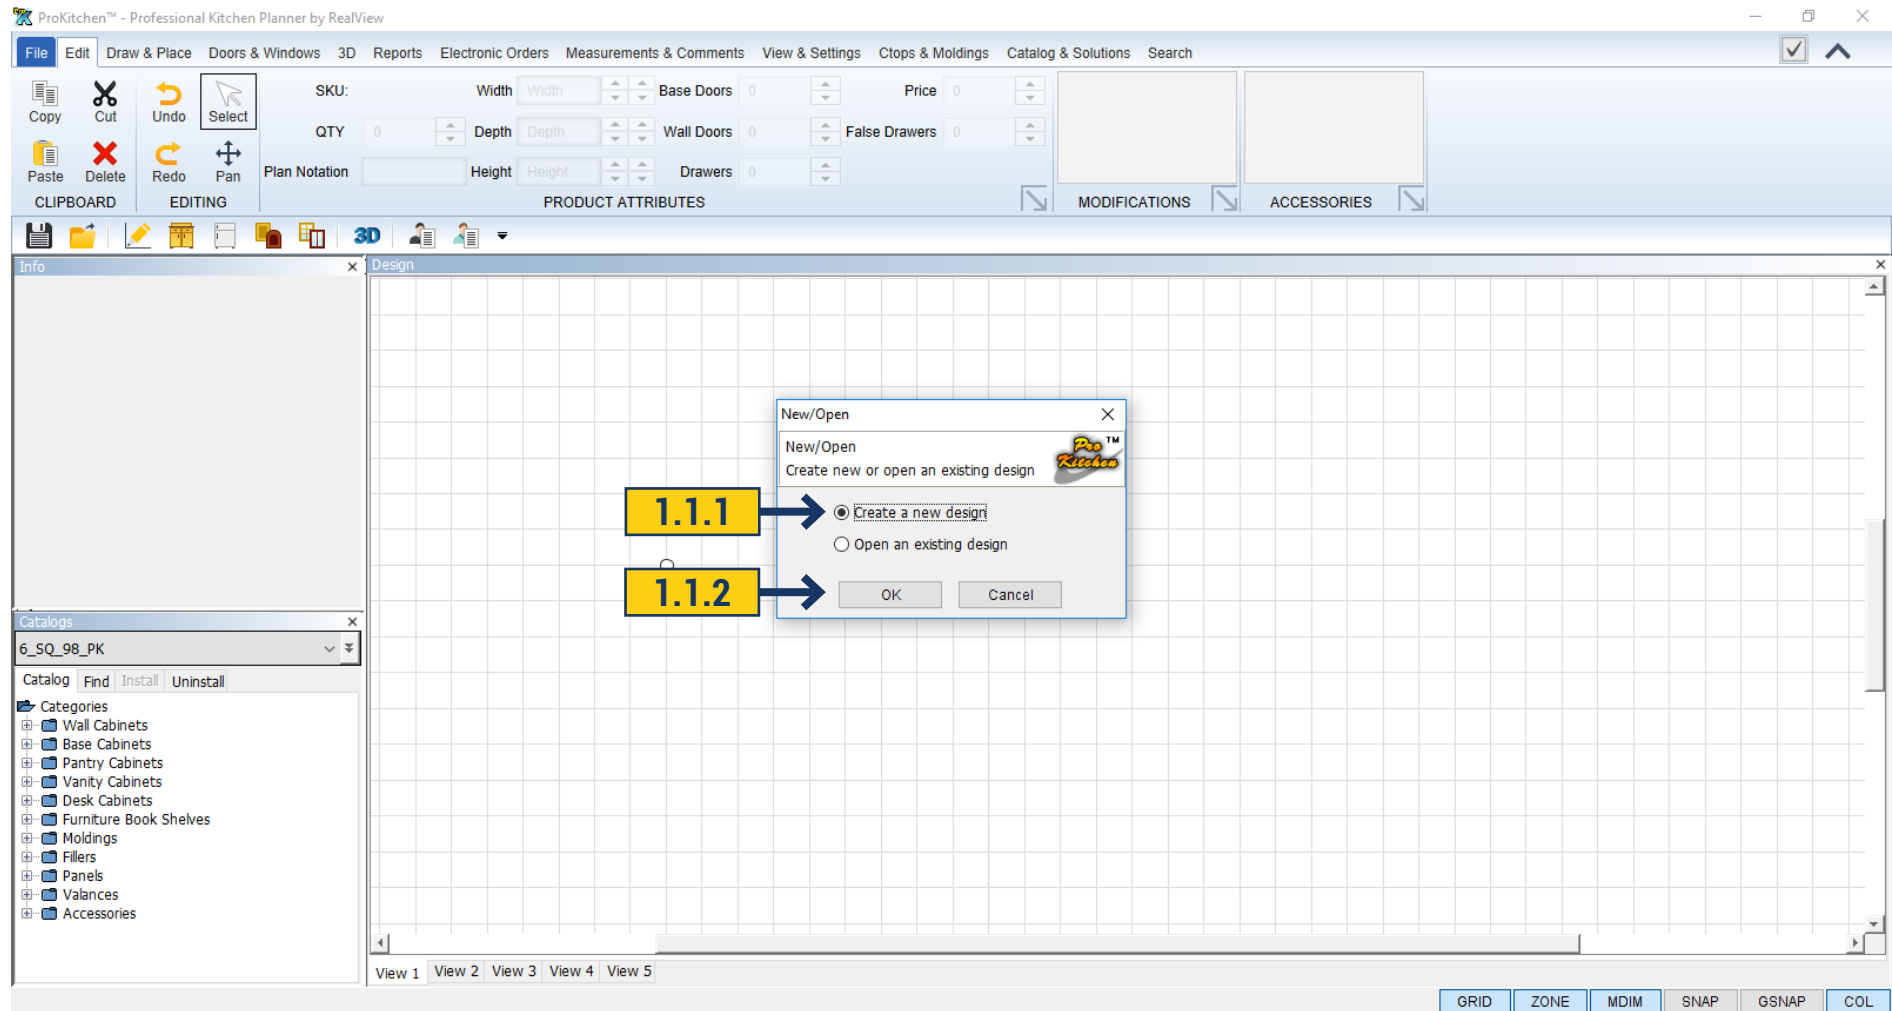 ProKitchen™ - Professional Kitchen Planner by RealView
File Edit Draw & Place Doors & Windows 3D Reports Electronic Orders Measurements & Comments View & Settings Ctops & Moldings Catalog & Solutions Search
Copy Cut Undo Select SKU: Width Width Base Doors 0 Price 0
QTY 0 Depth Depth Wall Doors 0 False Drawers 0
Paste Delete Redo Pan Plan Notation Height Height Drawers 0
CLIPBOARD EDITING PRODUCT ATTRIBUTES MODIFICATIONS ACCESSORIES
3D
Info
Design
New/Open
New/Open
Create new or open an existing design
Pro Kitchen ™
1.1.1
Create a new design
Open an existing design
1.1.2
OK Cancel
Catalogs
6_SQ_98_PK
Catalog Find Install Uninstall
Categories
Wall Cabinets
Base Cabinets
Pantry Cabinets
Vanity Cabinets
Desk Cabinets
Furniture Book Shelves
Moldings
Fillers
Panels
Valances
Accessories
View 1 View 2 View 3 View 4 View 5
GRID ZONE MDIM SNAP GSNAP COL